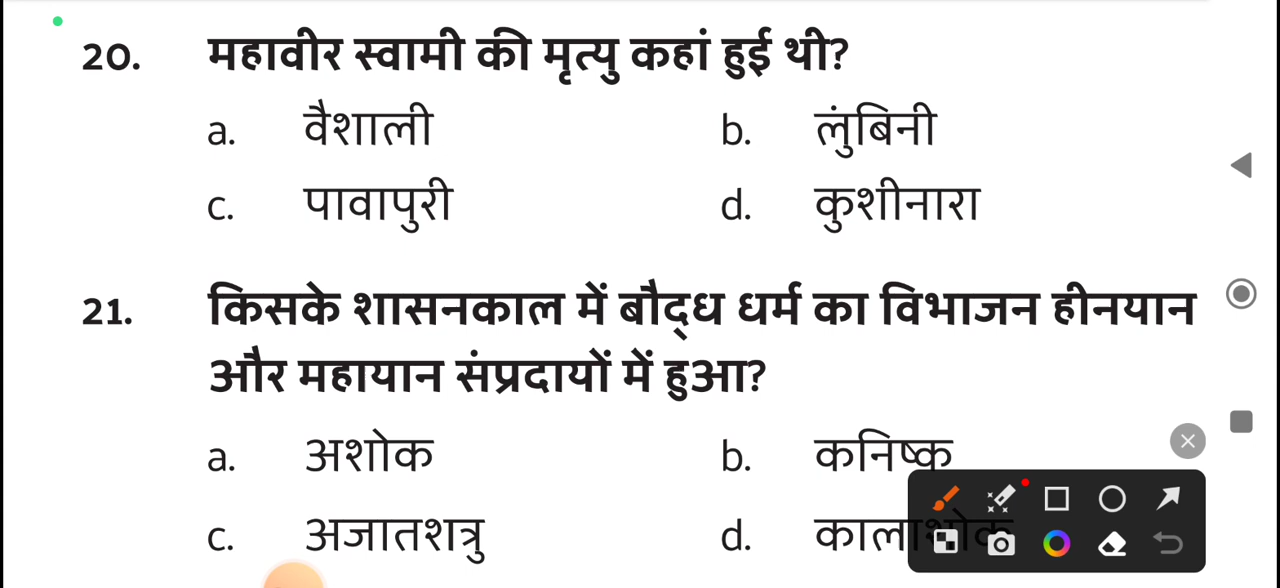 20. महावीर स्वामी की मृत्यु कहां हुई थी?
a. वैशाली b. लुंबिनी
c. पावापुरी d. कुशीनारा
21. किसके शासनकाल में बौद्ध धर्म का विभाजन हीनयान
और महायान संप्रदायों में हुआ?
a. अशोक b. कनिष्क
c. अजातशत्रु d. कालाशोक